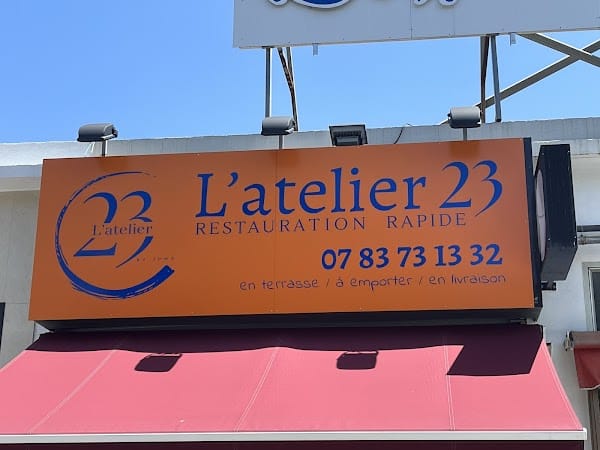 23
L'atelier
L'atelier 23
RESTAURATION RAPIDE
07 83 73 13 32
en terrasse / à emporter / en livraison